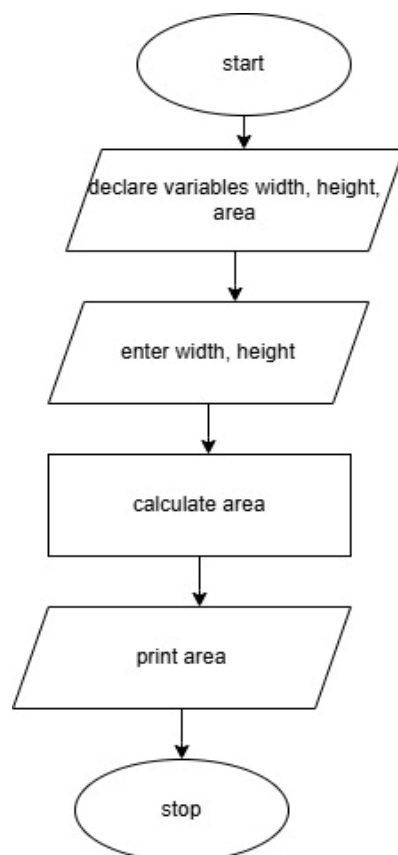 start
declare variables width, height,
area
enter width, height
calculate area
print area
stop